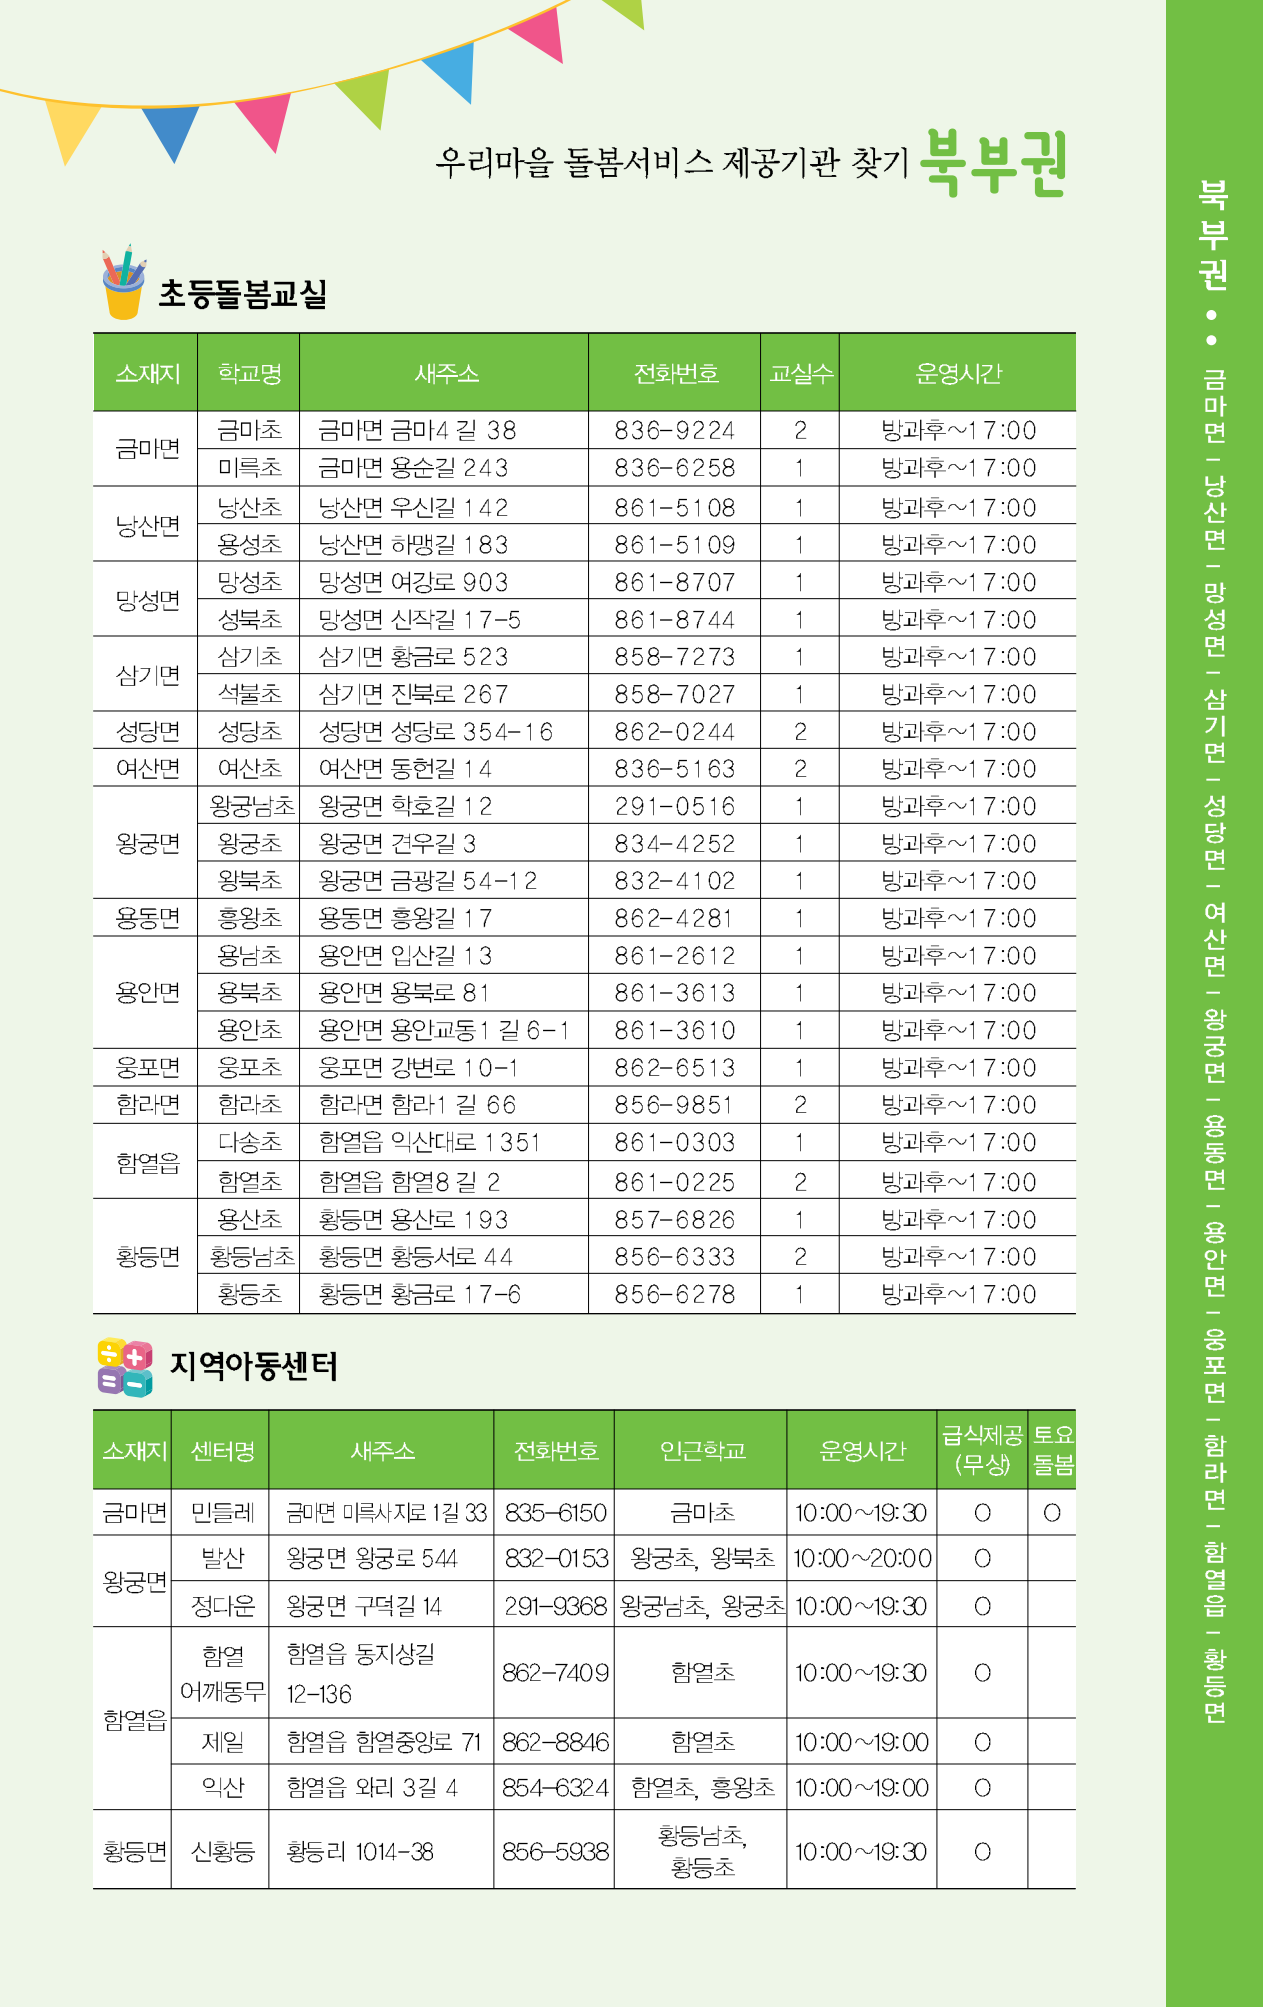 우리마을 돌봄서비스 제공기관 찾기 북부권
초등돌봄교실
소재지 학교명 새주소 전화번호 교실수 운영시간
금마면 금마초 금마면 금마4길 38 836-9224 2 방과후~17:00
미륵초 금마면 용순길 243 836-6258 1 방과후~17:00
낭산면 낭산초 낭산면 우신길 142 861-5108 1 방과후~17:00
용성초 낭산면 하맹길 183 861-5109 1 방과후~17:00
망성면 망성초 망성면 여강로 903 861-8707 1 방과후~17:00
성북초 망성면 신작길 17-5 861-8744 1 방과후~17:00
삼기면 삼기초 삼기면 황금로 523 858-7273 1 방과후~17:00
석불초 삼기면 진북로 267 858-7027 1 방과후~17:00
성당면 성당초 성당면 성당로 354-16 862-0244 2 방과후~17:00
여산면 여산초 여산면 동헌길 14 836-5163 2 방과후~17:00
왕궁면 왕궁남초 왕궁면 학호길 12 291-0516 1 방과후~17:00
왕궁초 왕궁면 견우길 3 834-4252 1 방과후~17:00
왕북초 왕궁면 금광길 54-12 832-4102 1 방과후~17:00
용동면 흥왕초 용동면 흥왕길 17 862-4281 1 방과후~17:00
용안면 용남초 용안면 입산길 13 861-2612 1 방과후~17:00
용북초 용안면 용북로 81 861-3613 1 방과후~17:00
용안초 용안면 용안교동1길 6-1 861-3610 1 방과후~17:00
웅포면 웅포초 웅포면 강변로 10-1 862-6513 1 방과후~17:00
함라면 함라초 함라면 함라1길 66 856-9851 2 방과후~17:00
함열읍 다송초 함열읍 익산대로 1351 861-0303 1 방과후~17:00
함열초 함열읍 함열8길 2 861-0225 2 방과후~17:00
황등면 용산초 황등면 용산로 193 857-6826 1 방과후~17:00
황등남초 황등면 황등서로 44 856-6333 2 방과후~17:00
황등초 황등면 황금로 17-6 856-6278 1 방과후~17:00
지역아동센터
소재지 센터명 새주소 전화번호 인근학교 운영시간 급식제공 (무상) 토요 돌봄
금마면 민들레 금마면 미륵사지로 1길 33 835-6150 금마초 10:00~19:30 O O
왕궁면 발산 왕궁면 왕궁로 544 832-0153 왕궁초, 왕북초 10:00~20:00 O
정다운 왕궁면 구덕길 14 291-9368 왕궁남초, 왕궁초 10:00~19:30 O
함열읍 함열 어깨동무 함열읍 동지상길 12-136 862-7409 함열초 10:00~19:30 O
제일 함열읍 함열중앙로 71 862-8846 함열초 10:00~19:00 O
익산 함열읍 와리 3길 4 854-6324 함열초, 흥왕초 10:00~19:00 O
황등면 신황등 황등리 1014-38 856-5938 황등남초, 황등초 10:00~19:30 O
북부권 •• 금마면-낭산면-망성면-삼기면-성당면-여산면-왕궁면-용동면-용안면-웅포면-함라면-함열읍-황등면